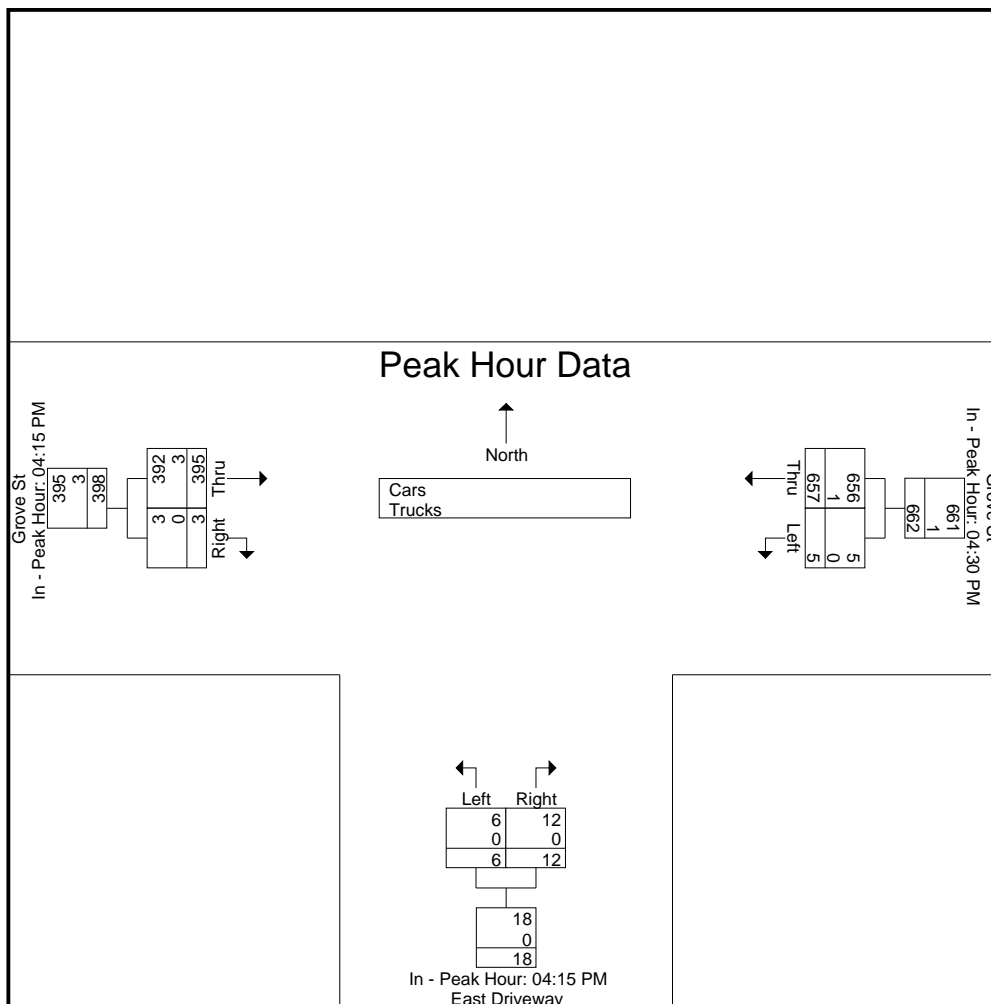 Peak Hour Data
North
Cars
Trucks
Grove St
In - Peak Hour: 04:15 PM
395
3
398
392
3
395
Thru
3
0
3
Right
Thru
657
1
656
Left
5
0
5
662
1
661
In - Peak Hour: 04:30 PM
Grove St
Left Right
6 12
0 0
6 12
18
0
18
In - Peak Hour: 04:15 PM
East Driveway